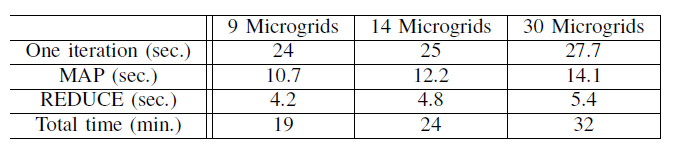 9 Microgrids 14 Microgrids 30 Microgrids
One iteration (sec.) 24 25 27.7
MAP (sec.) 10.7 12.2 14.1
REDUCE (sec.) 4.2 4.8 5.4
Total time (min.) 19 24 32